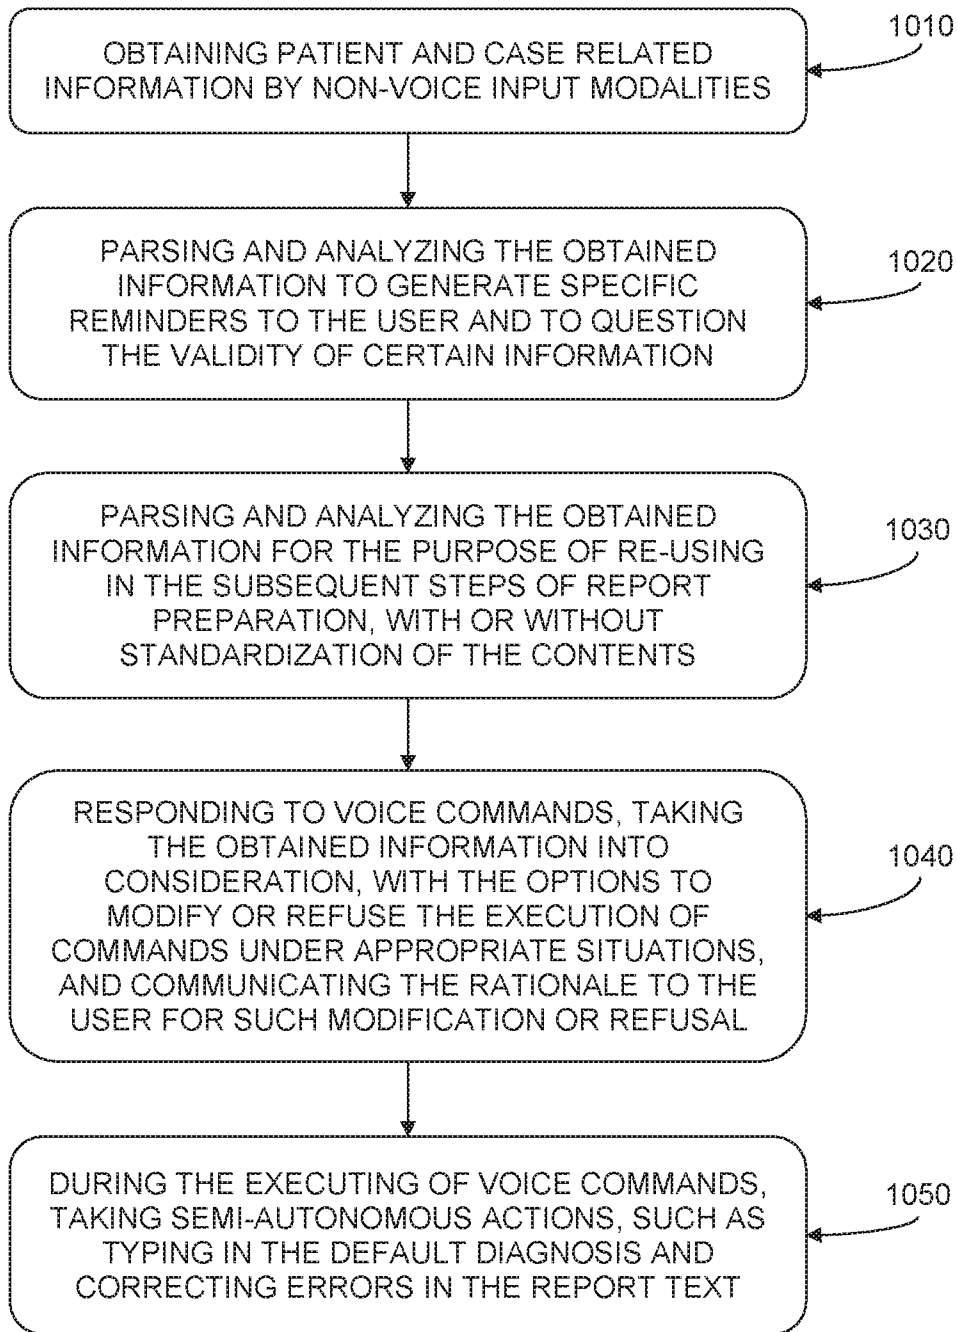 OBTAINING PATIENT AND CASE RELATED
INFORMATION BY NON-VOICE INPUT MODALITIES
1010
PARSING AND ANALYZING THE OBTAINED
INFORMATION TO GENERATE SPECIFIC
REMINDERS TO THE USER AND TO QUESTION
THE VALIDITY OF CERTAIN INFORMATION
1020
PARSING AND ANALYZING THE OBTAINED
INFORMATION FOR THE PURPOSE OF RE-USING
IN THE SUBSEQUENT STEPS OF REPORT
PREPARATION, WITH OR WITHOUT
STANDARDIZATION OF THE CONTENTS
1030
RESPONDING TO VOICE COMMANDS, TAKING
THE OBTAINED INFORMATION INTO
CONSIDERATION, WITH THE OPTIONS TO
MODIFY OR REFUSE THE EXECUTION OF
COMMANDS UNDER APPROPRIATE SITUATIONS,
AND COMMUNICATING THE RATIONALE TO THE
USER FOR SUCH MODIFICATION OR REFUSAL
1040
DURING THE EXECUTING OF VOICE COMMANDS,
TAKING SEMI-AUTONOMOUS ACTIONS, SUCH AS
TYPING IN THE DEFAULT DIAGNOSIS AND
CORRECTING ERRORS IN THE REPORT TEXT
1050